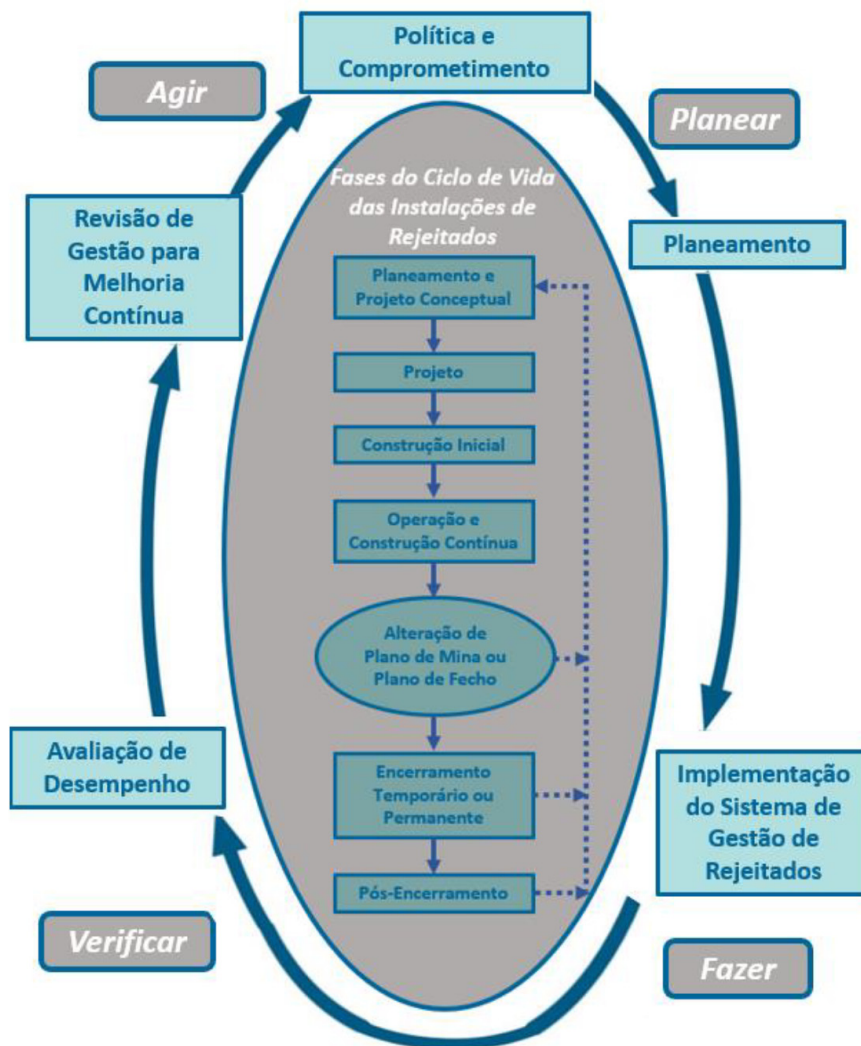 Política e
Comprometimento
Agir
Planear
Fases do Ciclo de Vida
das Instalações de
Rejeitados
Revisão de
Gestão para
Melhoria
Contínua
Planeamento
Planeamento e
Projeto Conceptual
Projeto
Construção Inicial
Operação e
Construção Contínua
Alteração de
Plano de Mina ou
Plano de Fecho
Avaliação de
Desempenho
Encerramento
Temporário ou
Permanente
Implementação
do Sistema de
Gestão de
Rejeitados
Pós-Encerramento
Verificar
Fazer